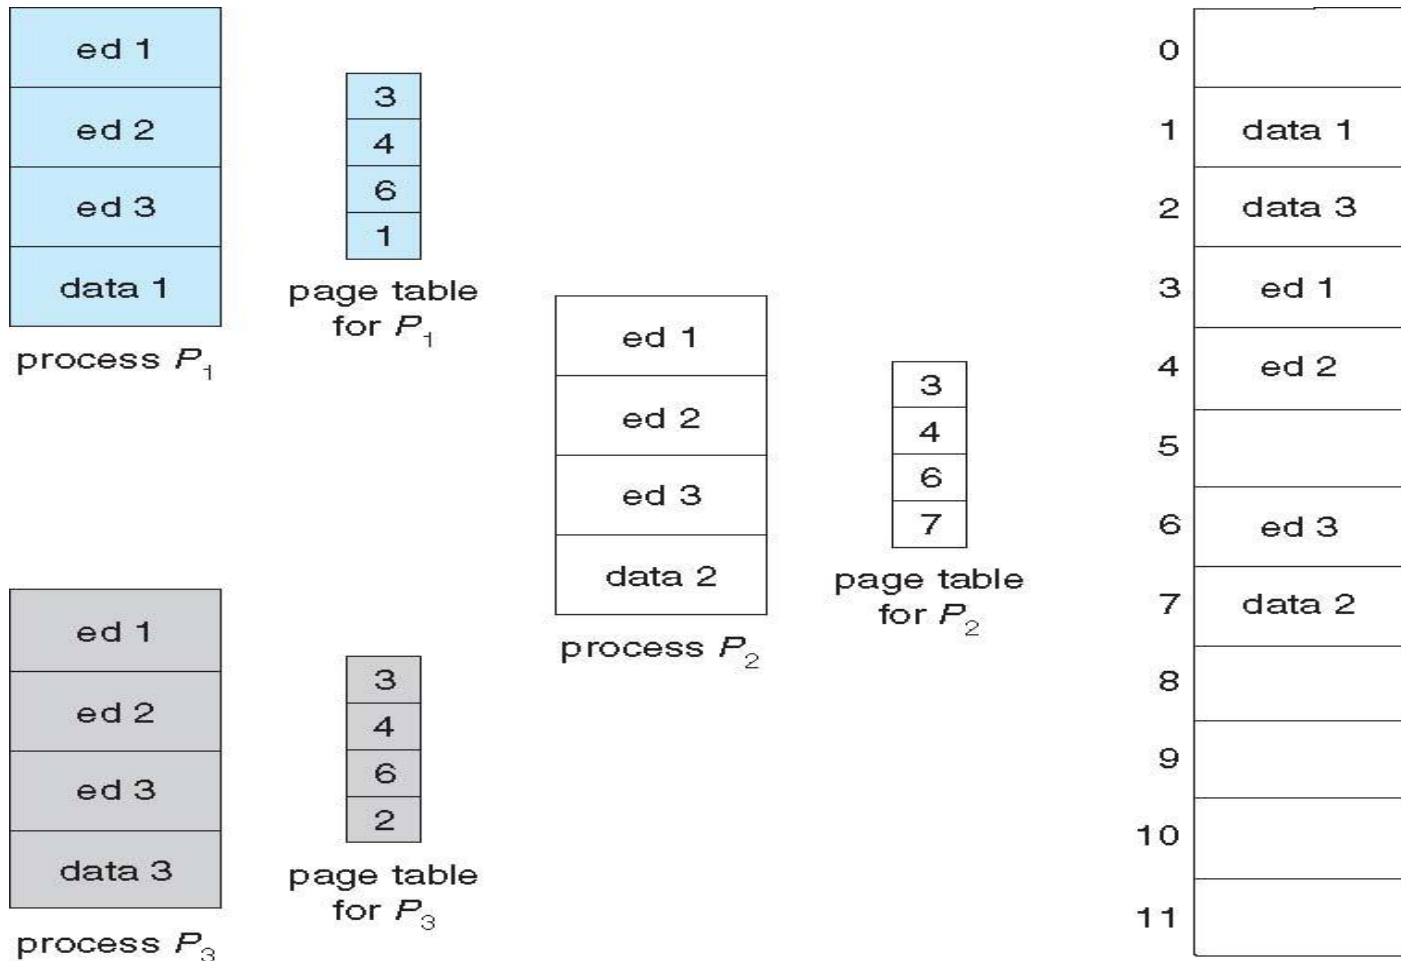 ed 1
ed 2
ed 3
data 1
process P1
3
4
6
1
page table
for P1
ed 1
ed 2
ed 3
data 2
process P2
3
4
6
7
page table
for P2
ed 1
ed 2
ed 3
data 3
process P3
3
4
6
2
page table
for P3
0
1 data 1
2 data 3
3 ed 1
4 ed 2
5
6 ed 3
7 data 2
8
9
10
11